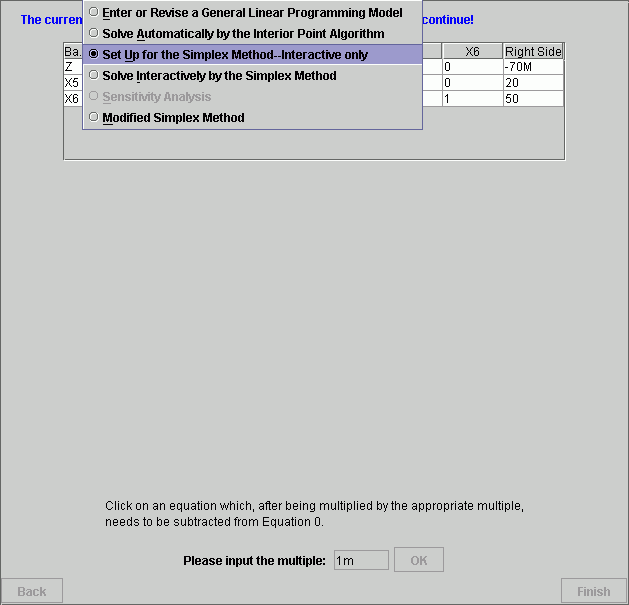 The curren continue!
Enter or Revise a General Linear Programming Model
Solve Automatically by the Interior Point Algorithm
Set Up for the Simplex Method--Interactive only
Solve Interactively by the Simplex Method
Sensitivity Analysis
Modified Simplex Method
Ba. X6 Right Side
Z 0 -70M
X5 0 20
X6 1 50
Click on an equation which, after being multiplied by the appropriate multiple,
needs to be subtracted from Equation 0.
Please input the multiple: 1m OK
Back Finish